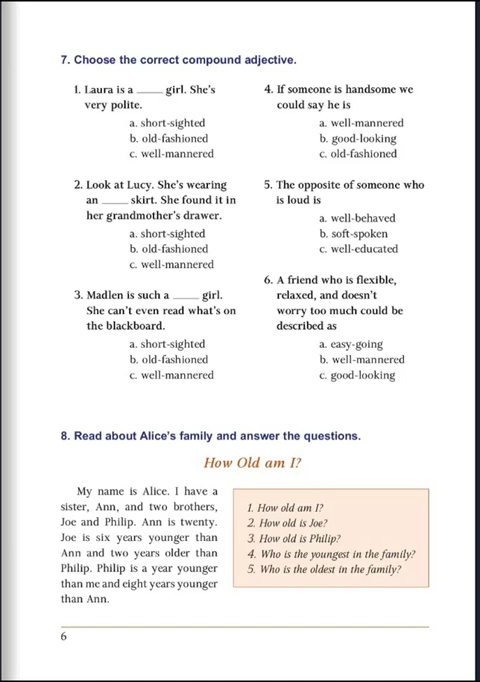 7. Choose the correct compound adjective.
1. Laura is a _____ girl. She's
very polite.
a. short-sighted
b. old-fashioned
c. well-mannered
2. Look at Lucy. She's wearing
an _____ skirt. She found it in
her grandmother's drawer.
a. short-sighted
b. old-fashioned
c. well-mannered
3. Madlen is such a _____ girl.
She can't even read what's on
the blackboard.
a. short-sighted
b. old-fashioned
c. well-mannered
4. If someone is handsome we
could say he is
a. well-mannered
b. good-looking
c. old-fashioned
5. The opposite of someone who
is loud is
a. well-behaved
b. soft-spoken
c. well-educated
6. A friend who is flexible,
relaxed, and doesn't
worry too much could be
described as
a. easy-going
b. well-mannered
c. good-looking
8. Read about Alice's family and answer the questions.
How Old am I?
My name is Alice. I have a
sister, Ann, and two brothers,
Joe and Philip. Ann is twenty.
Joe is six years younger than
Ann and two years older than
Philip. Philip is a year younger
than me and eight years younger
than Ann.
1. How old am I?
2. How old is Joe?
3. How old is Philip?
4. Who is the youngest in the family?
5. Who is the oldest in the family?
6